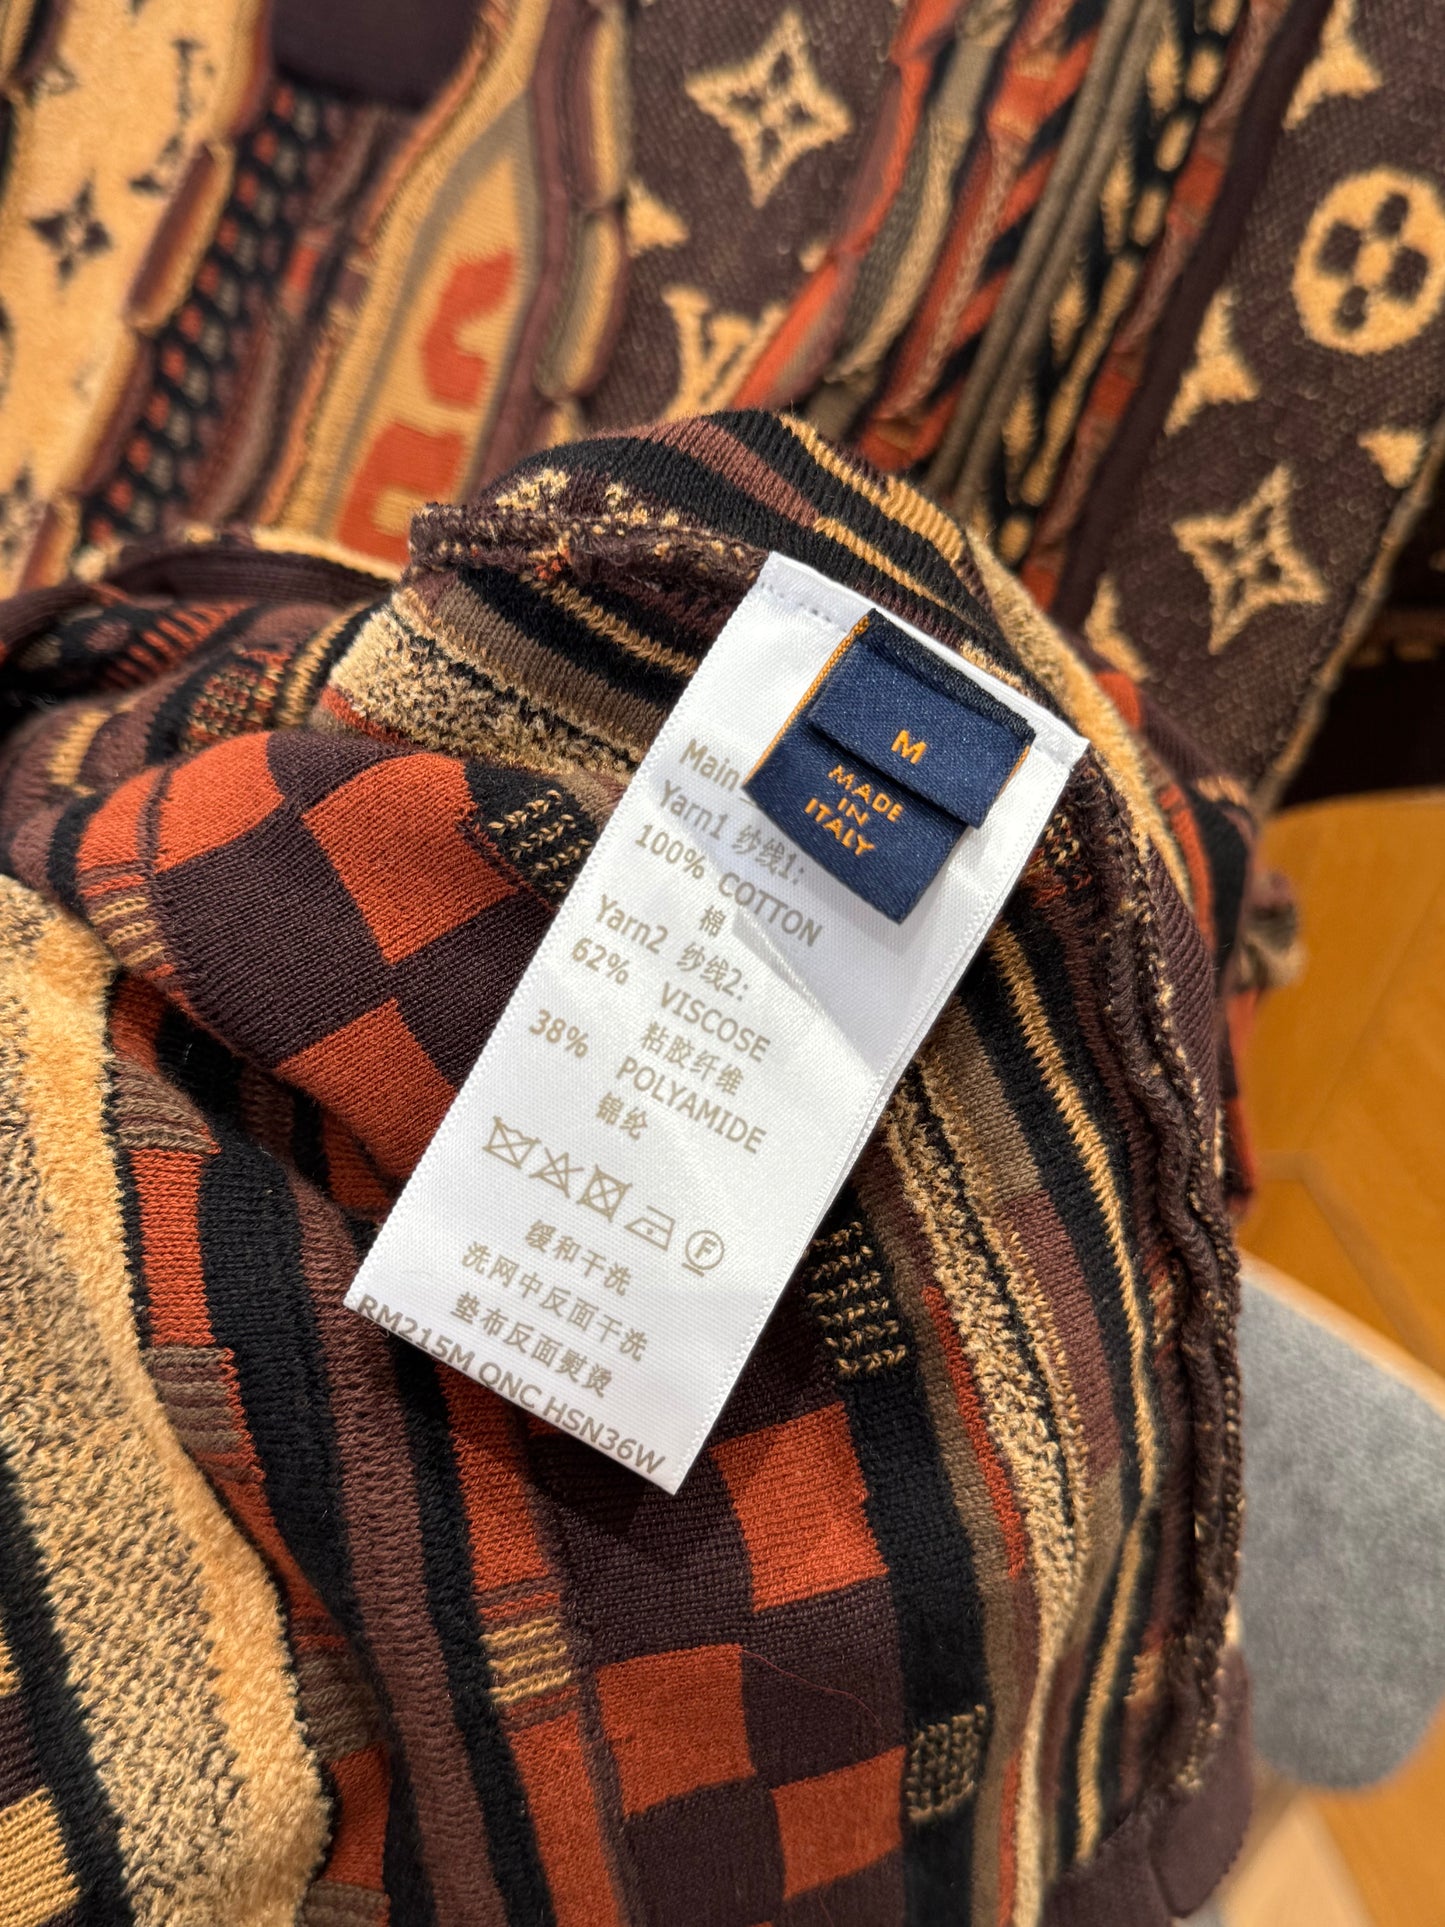 M
MADE
IN
ITALY
Main
Yarn1 纱线1:
100% COTTON
棉
Yarn2 纱线2:
62% VISCOSE
粘胶纤维
38% POLYAMIDE
锦纶
F
缓和干洗
洗网中反面干洗
垫布反面熨烫
RM215M QNC HSN36W